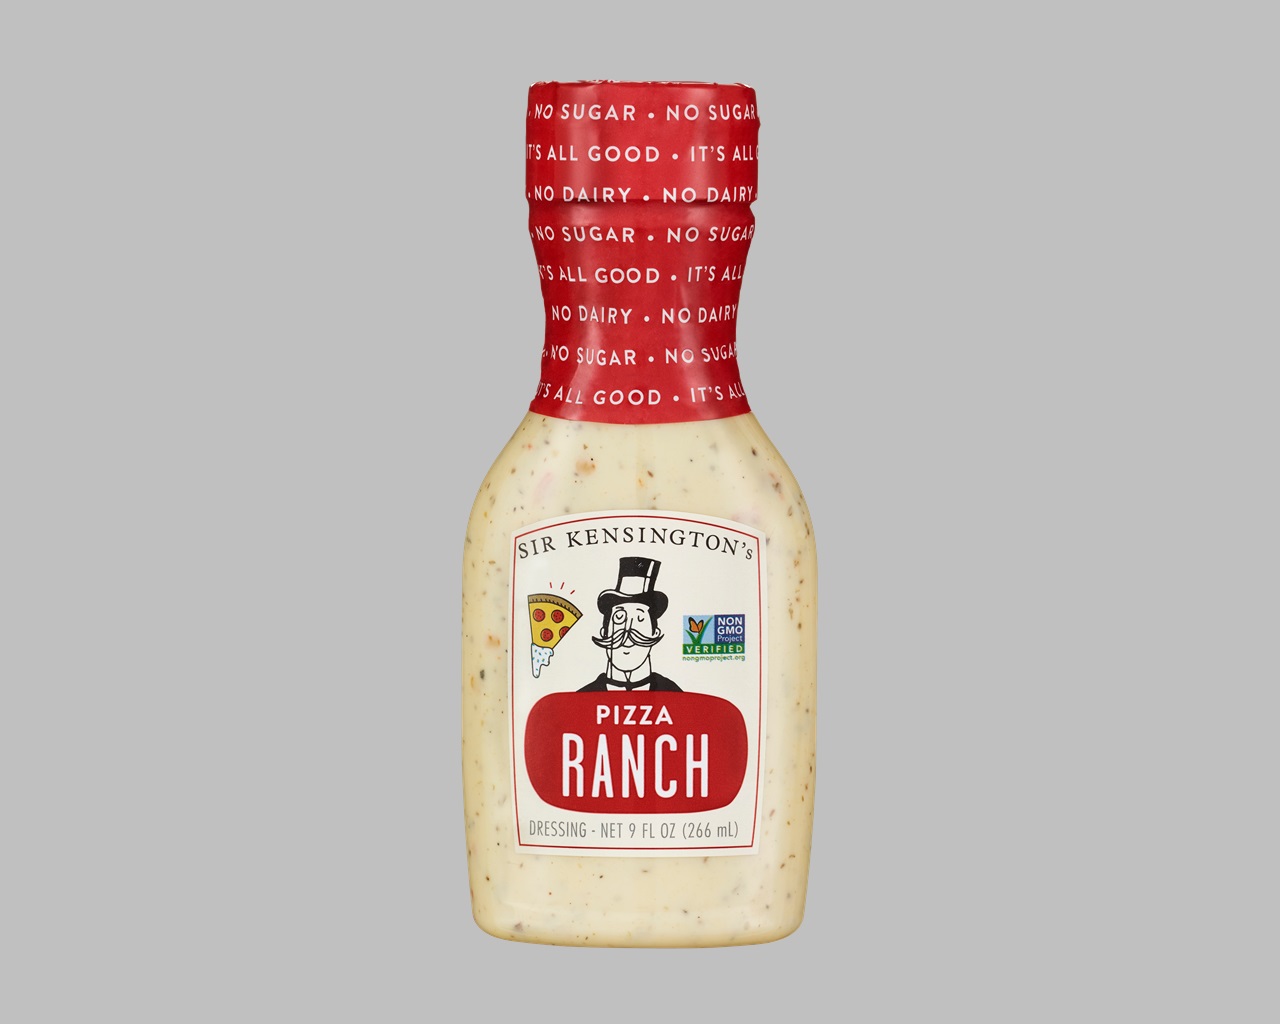 • NO SUGAR • NO SUGAR
IT'S ALL GOOD • IT'S ALL
• NO DAIRY • NO DAIRY •
• NO SUGAR • NO SUGAR
IT'S ALL GOOD • IT'S ALL
NO DAIRY • NO DAIRY
• NO SUGAR • NO SUGAR
IT'S ALL GOOD • IT'S ALL
SIR KENSINGTON's
NON
GMO
Project
VERIFIED
nongmoproject.org
PIZZA
RANCH
DRESSING - NET 9 FL OZ (266 mL)